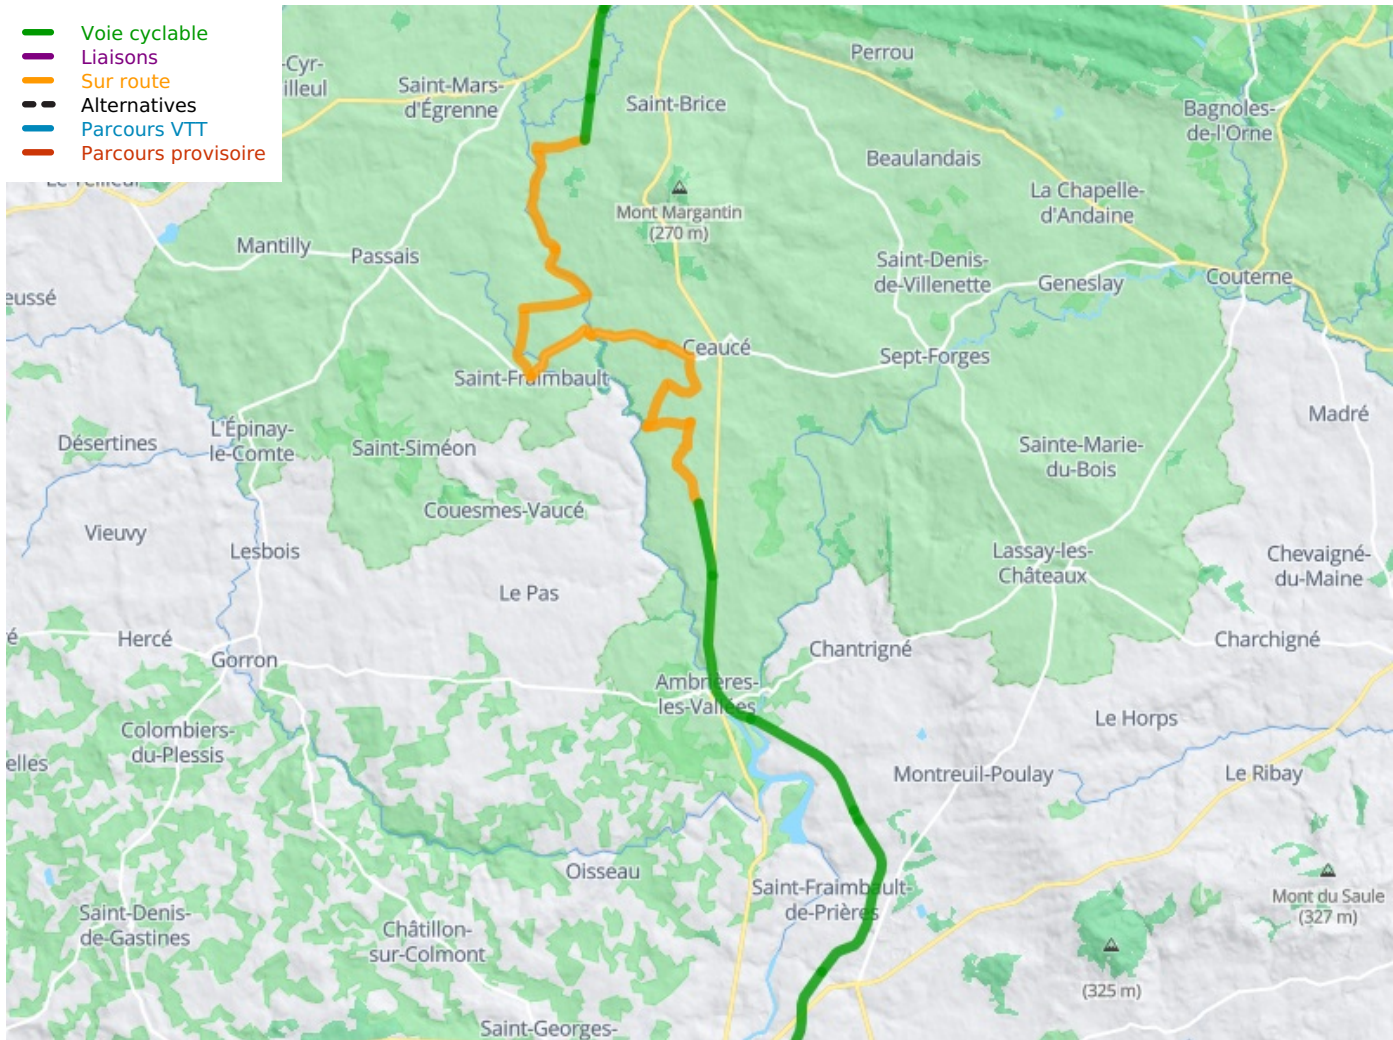 Voie cyclable
Liaisons
Sur route
Alternatives
Parcours VTT
Parcours provisoire
-Cyr-
illeul
Saint-Mars-
d'Égrenne
Saint-Brice
Perrou
Bagnoles-
de-l'Orne
Beaulandais
La Chapelle-
d'Andaine
Mont Margantin
(270 m)
Mantilly
Passais
Saint-Denis-
de-Villenette
Geneslay
Couterne
eussé
Ceaucé
Sept-Forges
Saint-Fraimbault
Madré
L'Épinay-
le-Comte
Désertines
Saint-Siméon
Sainte-Marie-
du-Bois
Couesmes-Vaucé
Vieuvy
Lesbois
Lassay-les-
Châteaux
Chevaigné-
du-Maine
Le Pas
ré
Hercé
Gorron
Chantrigné
Charchigné
Ambrières-
les-Vallées
Le Horps
Colombiers-
du-Plessis
elles
Montreuil-Poulay
Le Ribay
Oisseau
Saint-Fraimbault-
de-Prières
Mont du Saule
(327 m)
Saint-Denis-
de-Gastines
Châtillon-
sur-Colmont
(325 m)
Saint-Georges-